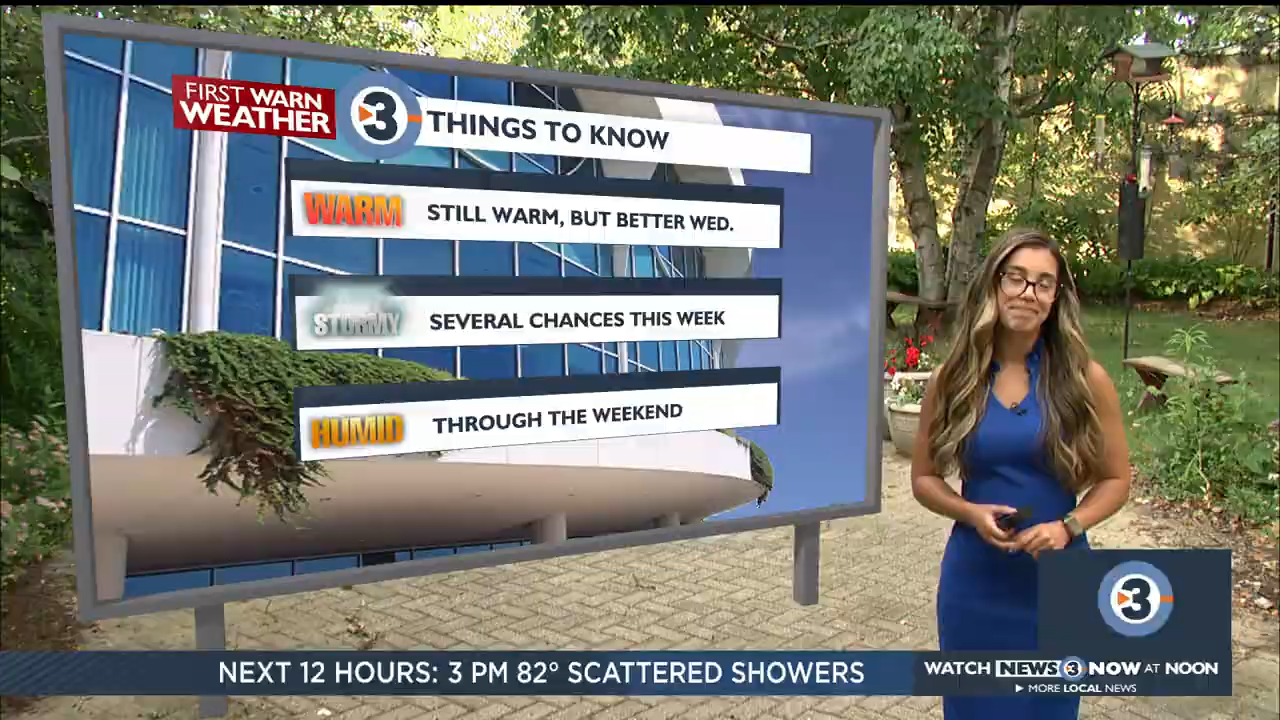 FIRST WARN
WEATHER
3
THINGS TO KNOW
WARM
STILL WARM, BUT BETTER WED.
STORMY
SEVERAL CHANCES THIS WEEK
HUMID
THROUGH THE WEEKEND
3
NEXT 12 HOURS: 3 PM 82° SCATTERED SHOWERS
WATCH NEWS 3 NOW AT NOON
MORE LOCAL NEWS